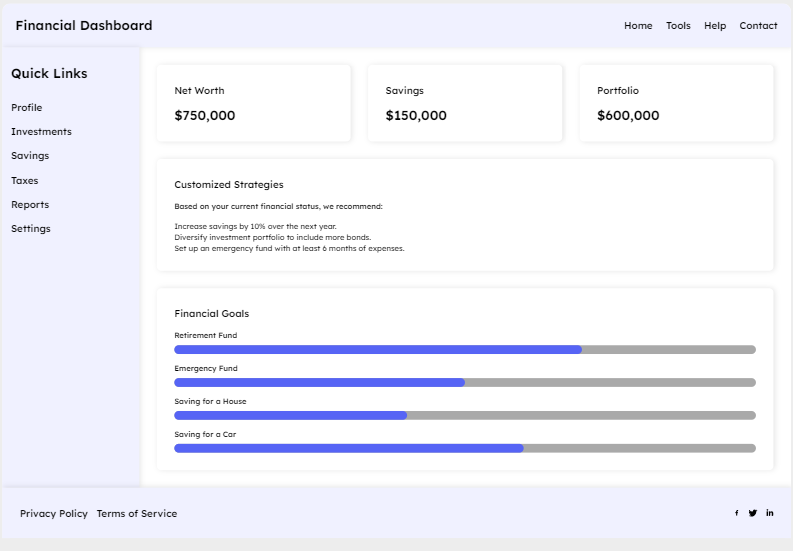 Financial Dashboard
Home Tools Help Contact
Quick Links
Profile
Investments
Savings
Taxes
Reports
Settings
Net Worth
$750,000
Savings
$150,000
Portfolio
$600,000
Customized Strategies
Based on your current financial status, we recommend:
Increase savings by 10% over the next year.
Diversify investment portfolio to include more bonds.
Set up an emergency fund with at least 6 months of expenses.
Financial Goals
Retirement Fund
Emergency Fund
Saving for a House
Saving for a Car
Privacy Policy Terms of Service